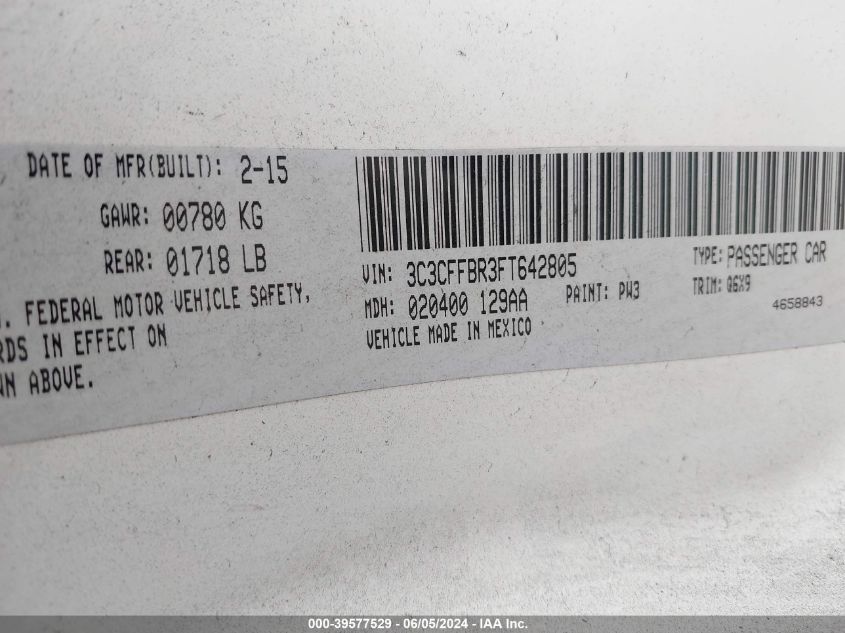 DATE OF MFR(BUILT): 2-15
GAWR: 00780 KG
REAR: 01718 LB
FEDERAL MOTOR VEHICLE SAFETY,
IN EFFECT ON
ABOVE.
VIN: 3C3CFFBR3FT642805
TYPE: PASSENGER CAR
MDH: 020400 129AA
PAINT: PW3
TRIM: Q6X9
VEHICLE MADE IN MEXICO
4658843
000-39577529 - 06/05/2024 - IAA Inc.